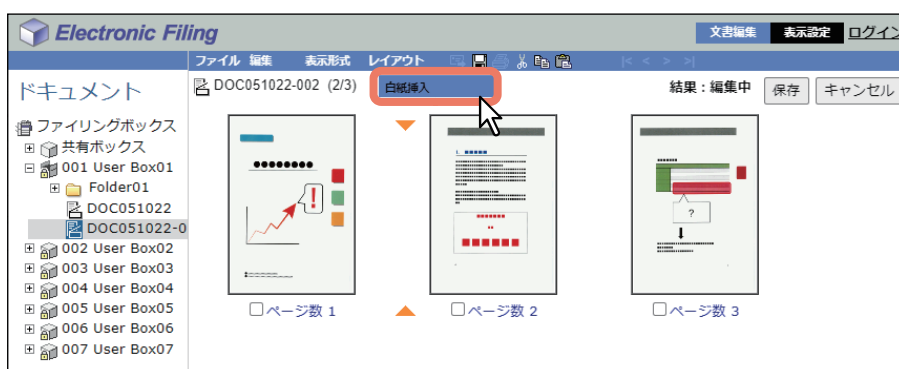 Electronic Filing
文書編集 表示設定 ログイン
ファイル 編集 表示形式 レイアウト |< < > >|
ドキュメント
DOC051022-002 (2/3)
白紙挿入
結果：編集中 保存 キャンセル
ファイリングボックス
共有ボックス
001 User Box01
Folder01
DOC051022
DOC051022-0
002 User Box02
003 User Box03
004 User Box04
005 User Box05
006 User Box06
007 User Box07
!
1.
?
ページ数 1
ページ数 2
ページ数 3